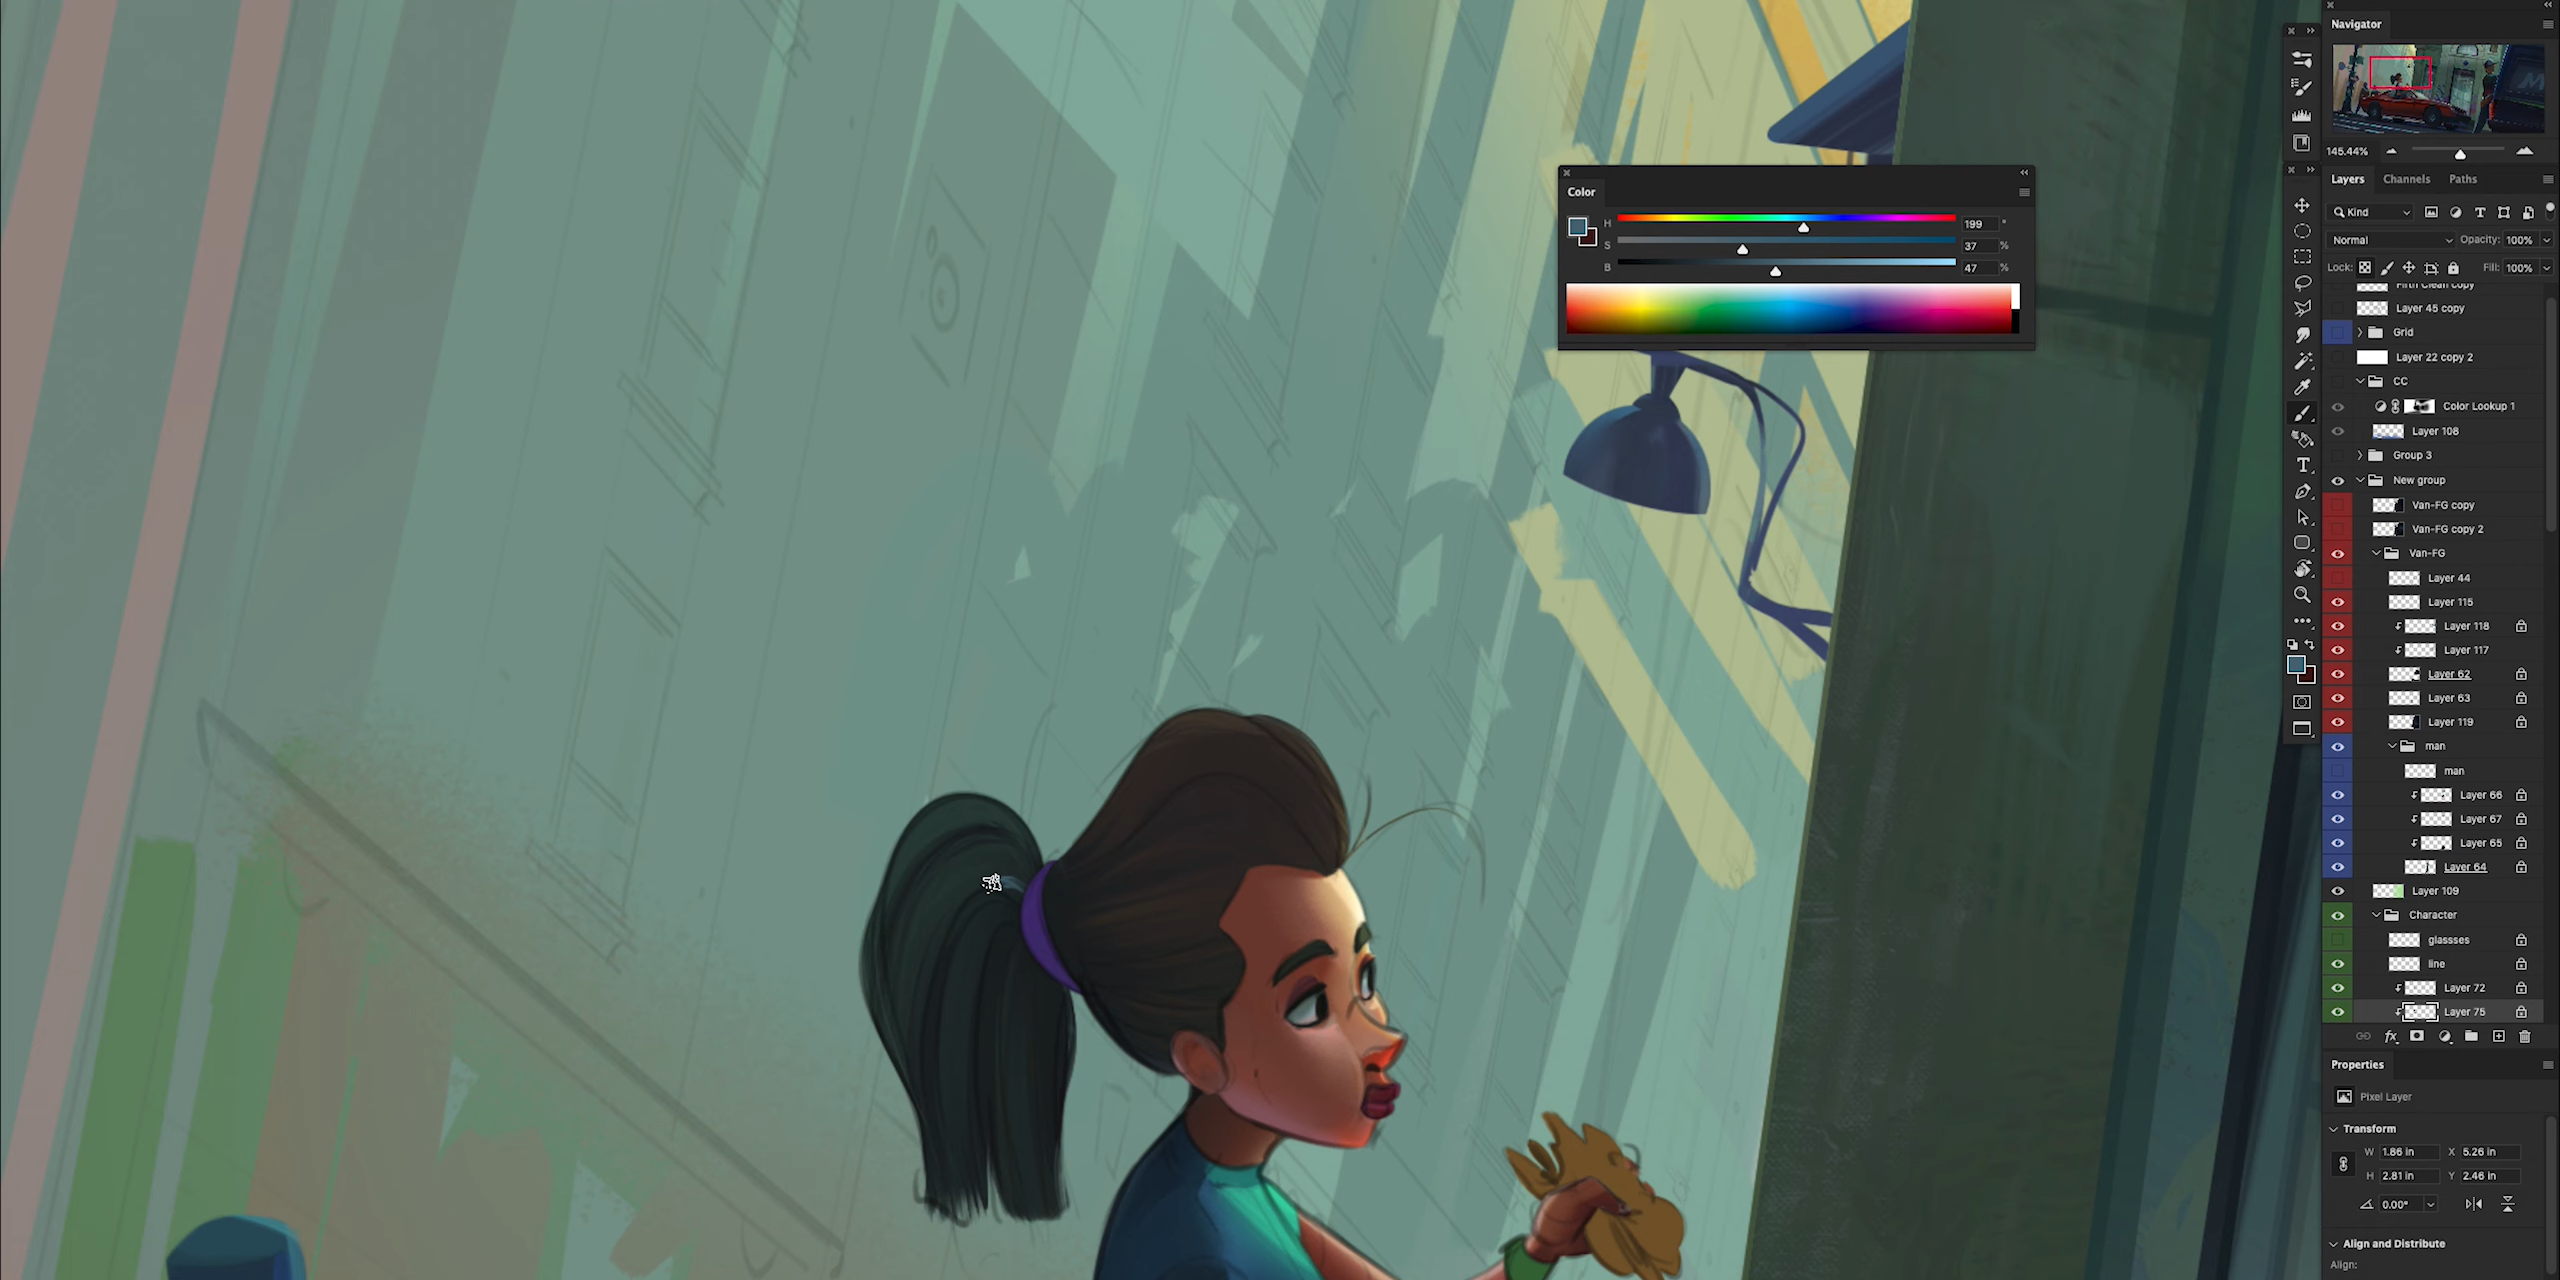 Navigator
145.44%
Layers Channels Paths
Kind
Normal Opacity: 100%
Lock: Fill: 100%
Fifth Clean copy
Layer 45 copy
Grid
Layer 22 copy 2
CC
Color Lookup 1
Layer 108
Group 3
New group
Van-FG copy
Van-FG copy 2
Van-FG
Layer 44
Layer 115
Layer 118
Layer 117
Layer 62
Layer 63
Layer 119
man
man
Layer 66
Layer 67
Layer 65
Layer 64
Layer 109
Character
glassses
line
Layer 72
Layer 75
fx
Properties
Pixel Layer
Transform
W 1.86 in X 5.26 in
H 2.81 in Y 2.46 in
0.00°
Align and Distribute
Align:
Color
H 199 °
S 37 %
B 47 %